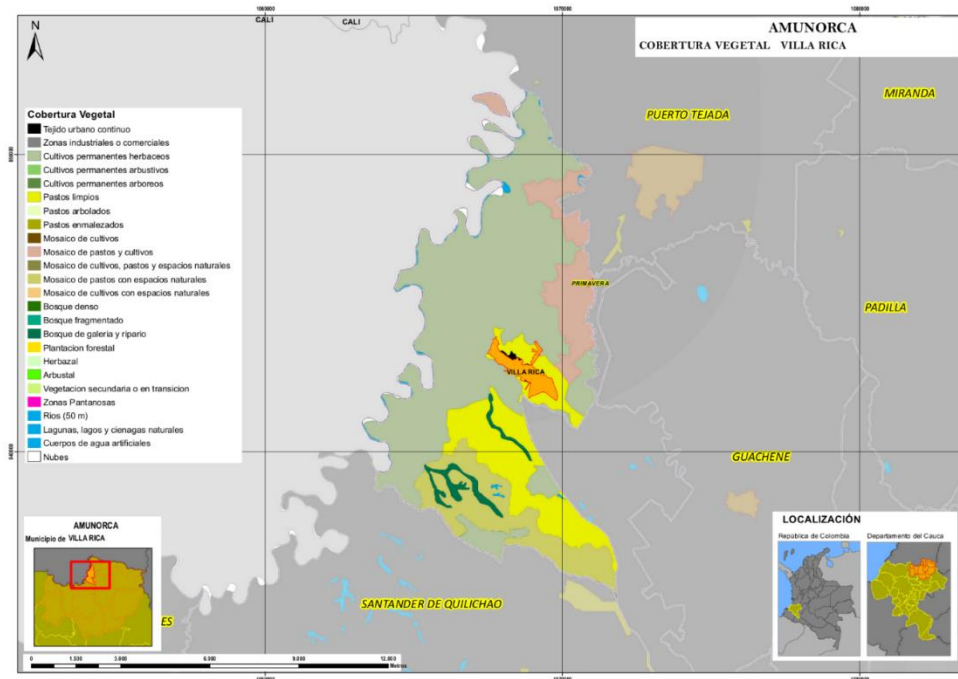 CALI
CALI
1070000
N
AMUNORCA
COBERTURA VEGETAL VILLA RICA
MIRANDA
PUERTO TEJADA
Cobertura Vegetal
Tejido urbano continuo
Zonas industriales o comerciales
Cultivos permanentes herbaceos
Cultivos permanentes arbustivos
Cultivos permanentes arboreos
Pastos limpios
Pastos arbolados
Pastos enmalezados
Mosaico de cultivos
Mosaico de pastos y cultivos
Mosaico de cultivos, pastos y espacios naturales
Mosaico de pastos con espacios naturales
Mosaico de cultivos con espacios naturales
Bosque denso
Bosque fragmentado
Bosque de galeria y ripario
Plantacion forestal
Herbazal
Arbustal
Vegetacion secundaria o en transicion
Zonas Pantanosas
Rios (50 m)
Lagunas, lagos y cienagas naturales
Cuerpos de agua artificiales
Nubes
PRIMAVERA
PADILLA
VILLA RICA
GUACHENE
AMUNORCA
Municipio de VILLA RICA
ES
SANTANDER DE QUILICHAO
LOCALIZACIÓN
República de Colombia
Departamento del Cauca
0 1.500 3.000 6.000 9.000 12.000
Metros